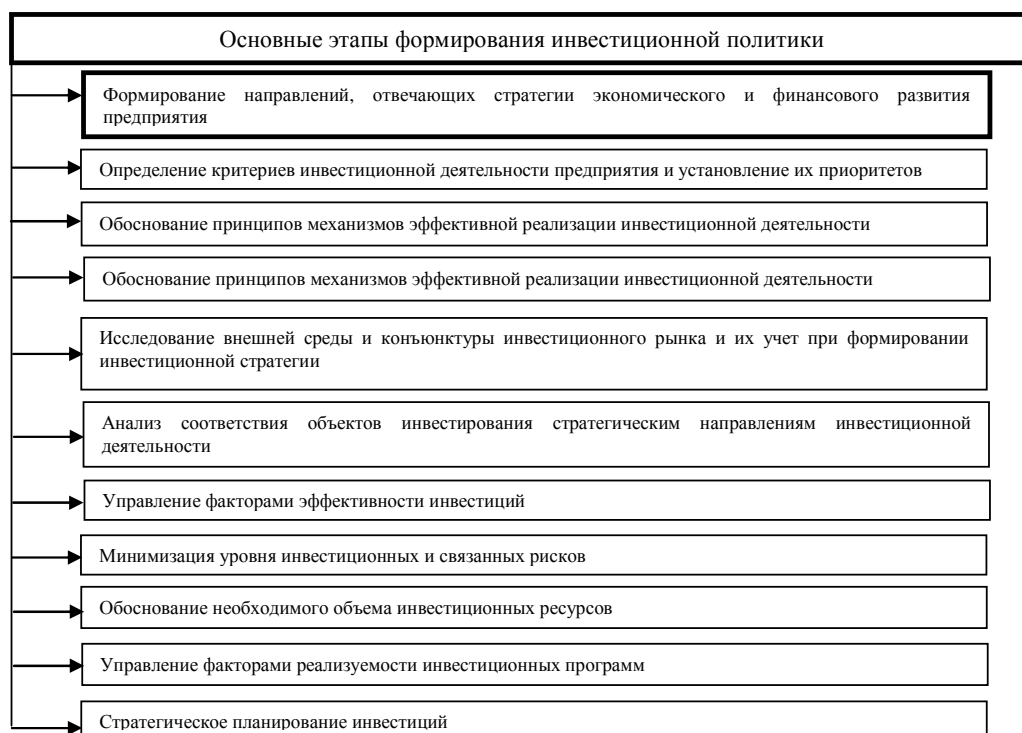 Основные этапы формирования инвестиционной политики
Формирование направлений, отвечающих стратегии экономического и финансового развития
предприятия
Определение критериев инвестиционной деятельности предприятия и установление их приоритетов
Обоснование принципов механизмов эффективной реализации инвестиционной деятельности
Обоснование принципов механизмов эффективной реализации инвестиционной деятельности
Исследование внешней среды и конъюнктуры инвестиционного рынка и их учет при формировании
инвестиционной стратегии
Анализ соответствия объектов инвестирования стратегическим направлениям инвестиционной
деятельности
Управление факторами эффективности инвестиций
Минимизация уровня инвестиционных и связанных рисков
Обоснование необходимого объема инвестиционных ресурсов
Управление факторами реализуемости инвестиционных программ
Стратегическое планирование инвестиций